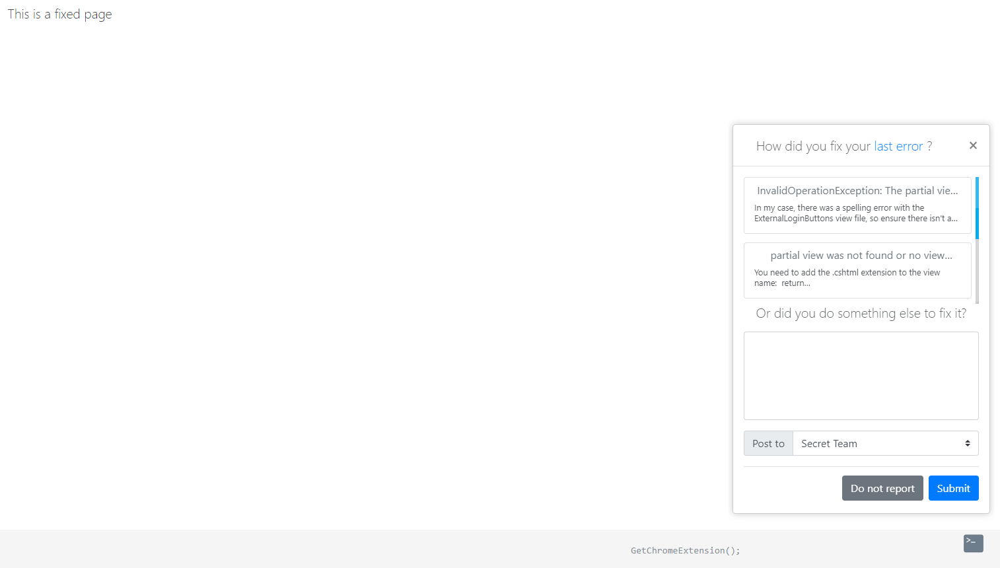 This is a fixed page
How did you fix your last error ?
×
InvalidOperationException: The partial vie...
In my case, there was a spelling error with the
ExternalLoginButtons view file, so ensure there isn't a...
partial view was not found or no view...
You need to add the .cshtml extension to the view
name:  return...
Or did you do something else to fix it?
Post to
Secret Team
Do not report
Submit
GetChromeExtension();
>_